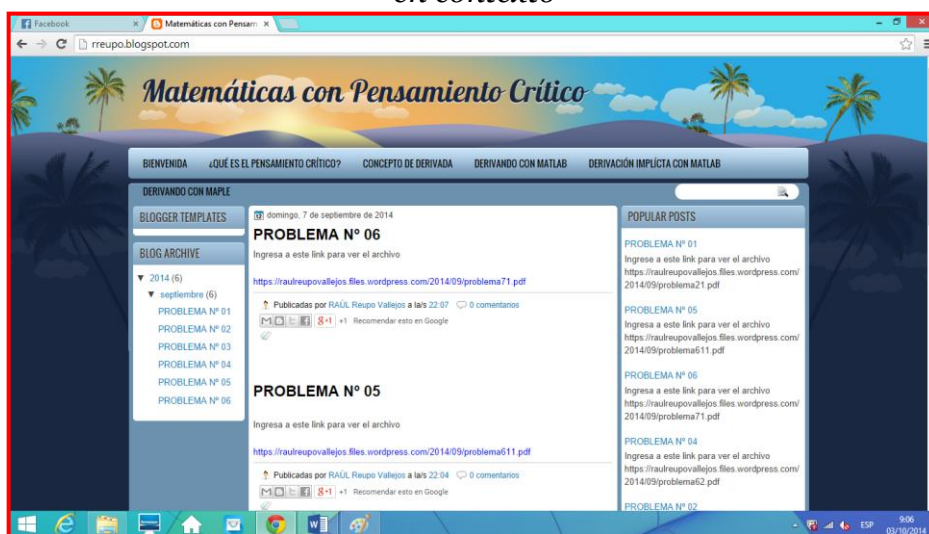 en contexto
Facebook
Matemáticas con Pensam
rreupo.blogspot.com
Matemáticas con Pensamiento Crítico
BIENVENIDA ¿QUÉ ES EL PENSAMIENTO CRÍTICO? CONCEPTO DE DERIVADA DERIVANDO CON MATLAB DERIVACIÓN IMPLÍCTA CON MATLAB
DERIVANDO CON MAPLE
BLOGGER TEMPLATES
BLOG ARCHIVE
▼ 2014 (6)
▼ septiembre (6)
PROBLEMA Nº 01
PROBLEMA Nº 02
PROBLEMA Nº 03
PROBLEMA Nº 04
PROBLEMA Nº 05
PROBLEMA Nº 06
domingo, 7 de septiembre de 2014
PROBLEMA Nº 06
Ingresa a este link para ver el archivo
https://raulreupovallejos.files.wordpress.com/2014/09/problema71.pdf
Publicadas por RAÚL Reupo Vallejos a la/s 22:07 0 comentarios
g+1 +1 Recomendar esto en Google
PROBLEMA Nº 05
Ingresa a este link para ver el archivo
https://raulreupovallejos.files.wordpress.com/2014/09/problema611.pdf
Publicadas por RAÚL Reupo Vallejos a la/s 22:04 0 comentarios
g+1 +1 Recomendar esto en Google
POPULAR POSTS
PROBLEMA Nº 01
Ingrese a este link para ver el archivo
https://raulreupovallejos.files.wordpress.com/
2014/09/problema21.pdf
PROBLEMA Nº 05
Ingresa a este link para ver el archivo
https://raulreupovallejos.files.wordpress.com/
2014/09/problema611.pdf
PROBLEMA Nº 06
Ingresa a este link para ver el archivo
https://raulreupovallejos.files.wordpress.com/
2014/09/problema71.pdf
PROBLEMA Nº 04
Ingresa a este link para ver el archivo
https://raulreupovallejos.files.wordpress.com/
2014/09/problema62.pdf
PROBLEMA Nº 02
ESP
9:06
03/10/2014